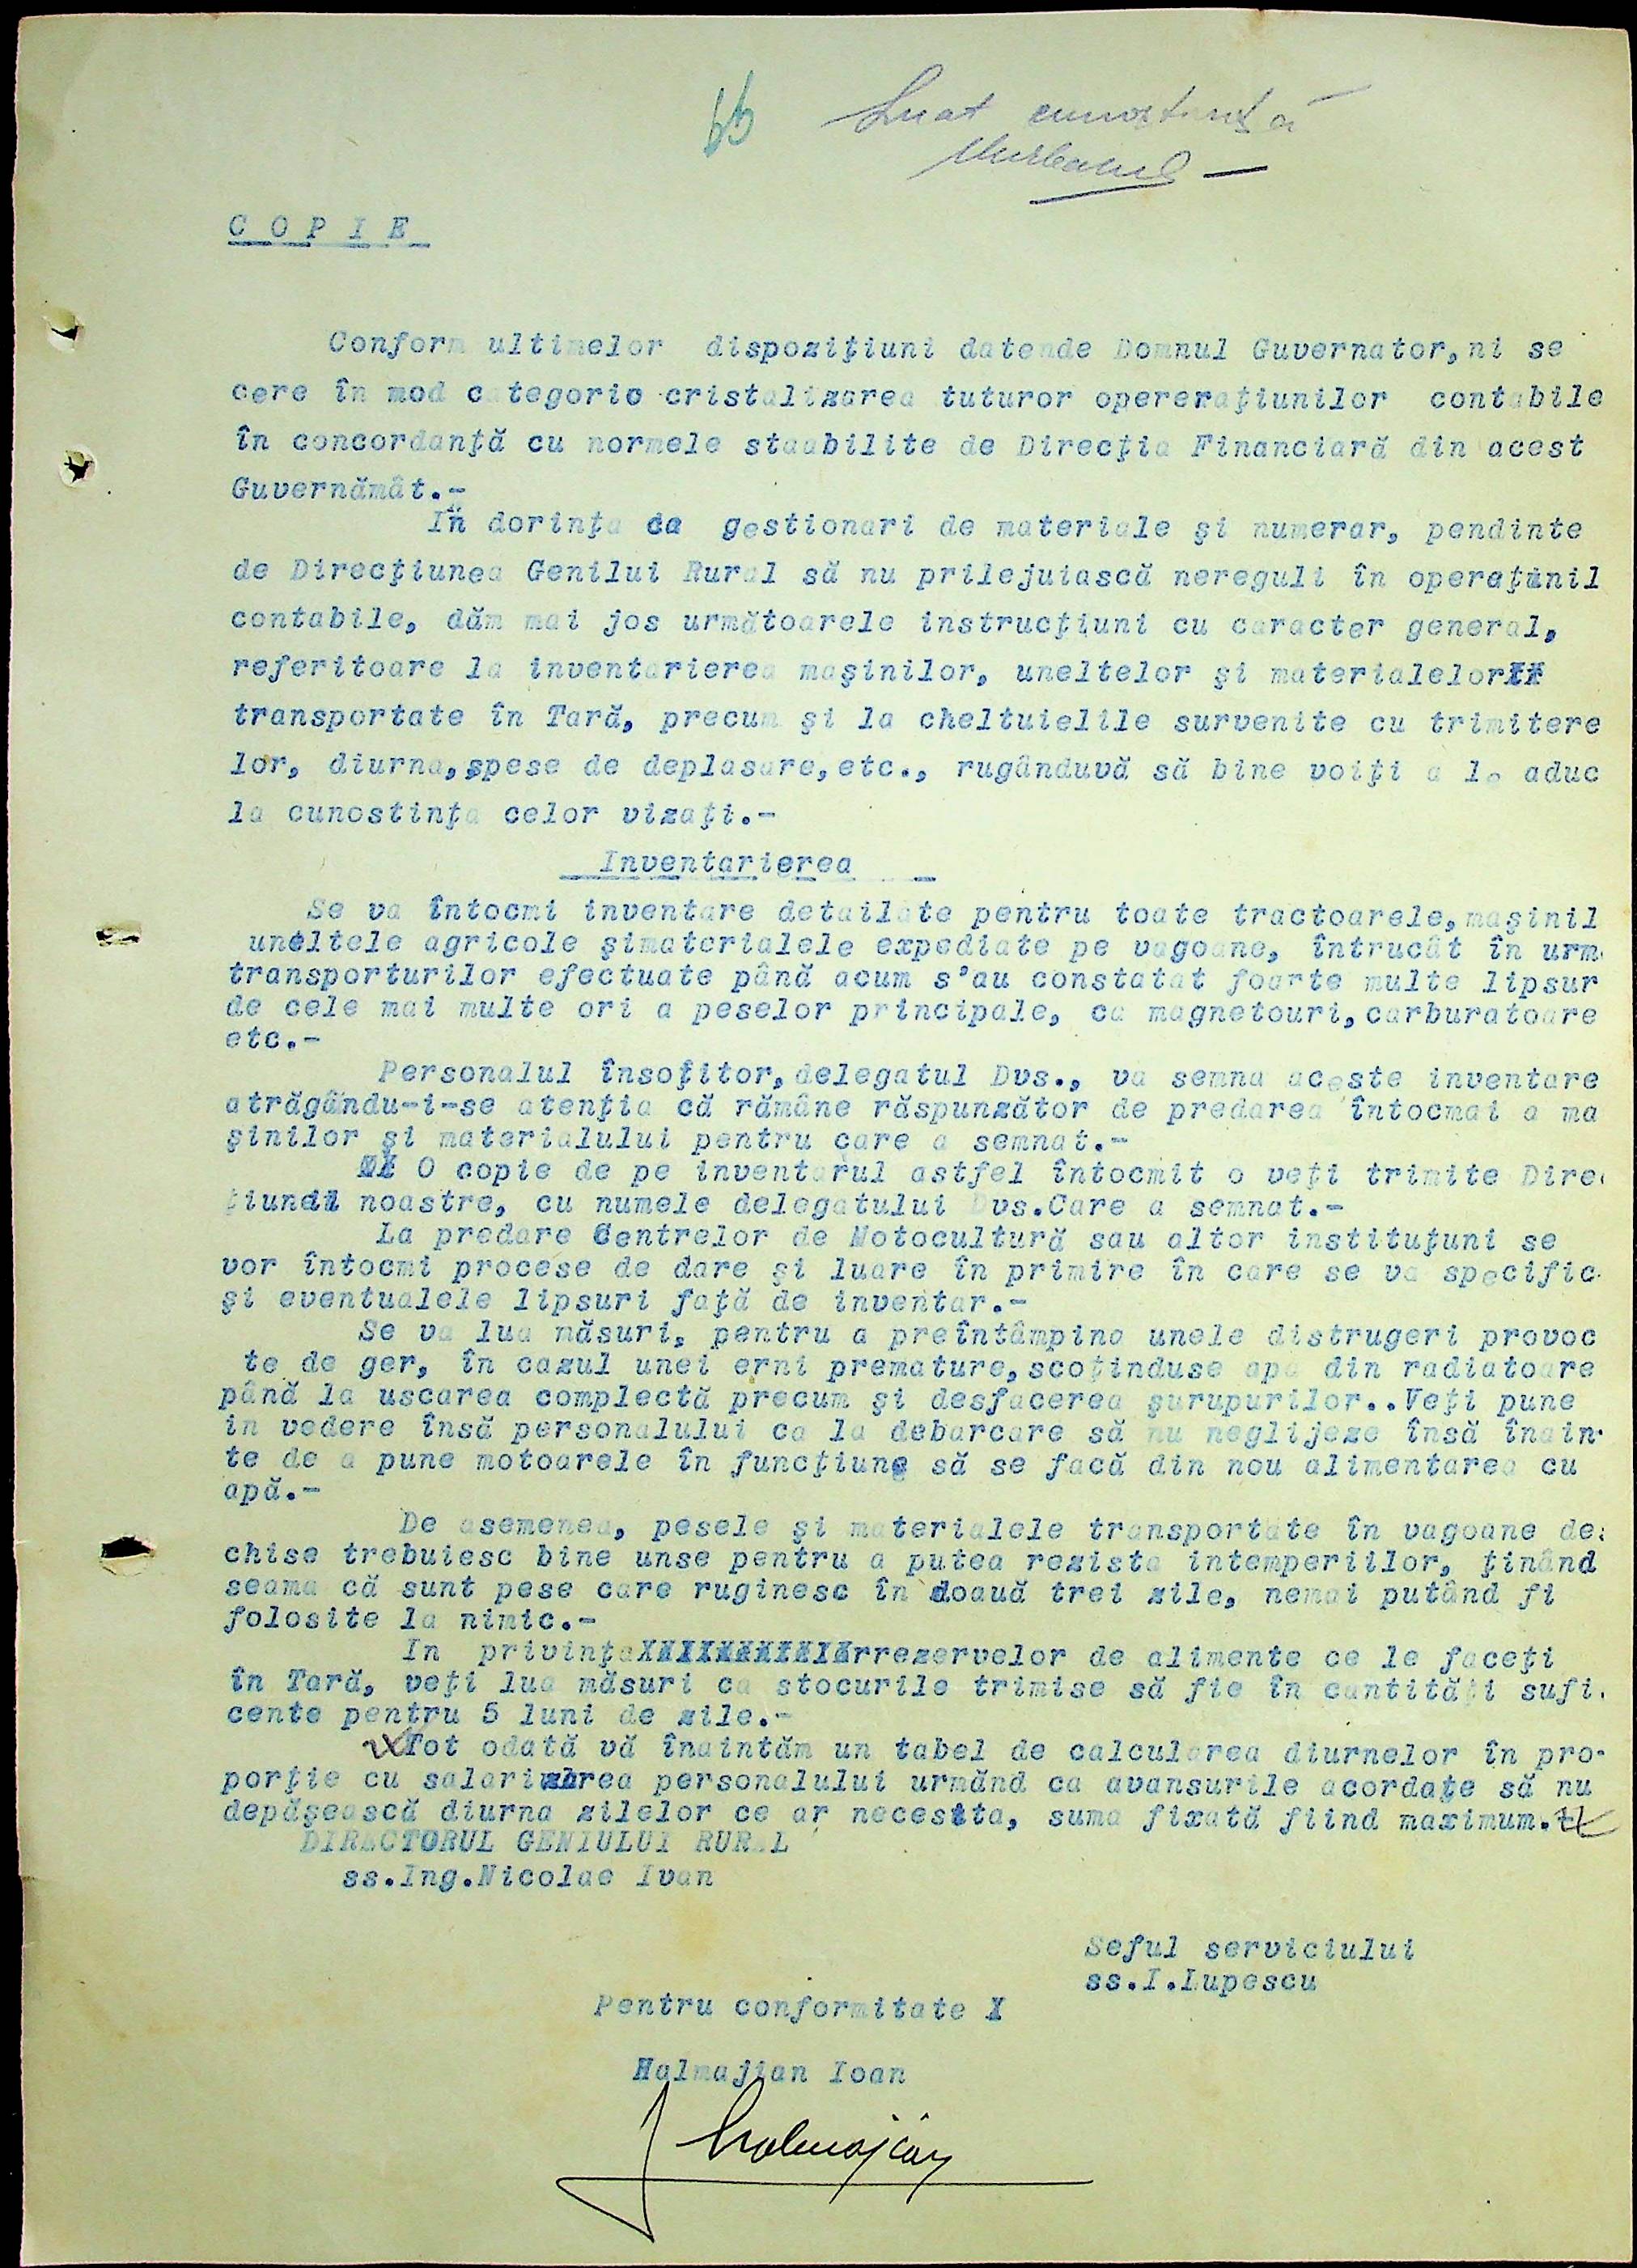 65
Luat cunoștință
C O P I E
Conform ultimelor dispoziţiuni datende Domnul Guvernator,ni se
cere în mod categoric cristalizarea tuturor opereraţiunilor contabile
în concordanţă cu normele staabilite de Direcţia Financiară din acest
Guvernământ.-
In dorinţa ca gestionari de materiale şi numerar, pendinte
de Direcţiunea Genilui Rural să nu prilejuiască nereguli în operaţunil
contabile, dăm mai jos următoarele instrucţiuni cu caracter general,
referitoare la inventarierea maşinilor, uneltelor şi materialelor
transportate în Tară, precum şi la cheltuielile survenite cu trimitere
lor, diurna,spese de deplasare,etc., rugânduvă să bine voiţi a le aduc
la cunostinţa celor vizaţi.-
Inventarierea
Se va întocmi inventare detailate pentru toate tractoarele,maşinil
uneltele agricole şimaterialele expediate pe vagoane, întrucât în urm
transporturilor efectuate până acum s'au constatat foarte multe lipsur
de cele mai multe ori a peselor principale, ca magnetouri,carburatoare
etc.-
Personalul însoţitor,delegatul Dvs., va semna aceste inventare
atrăgându-i-se atenţia că rămâne răspunzător de predarea întocmai a ma
şinilor şi materialului pentru care a semnat.-
O copie de pe inventarul astfel întocmit o veţi trimite Direc
ţiunii noastre, cu numele delegatului Dvs.Care a semnat.-
La predare Centrelor de Motocultură sau altor instituţuni se
vor întocmi procese de dare şi luare în primire în care se va specific
şi eventualele lipsuri faţă de inventar.-
Se va lua măsuri, pentru a preîntâmpina unele distrugeri provoc
te de ger, în cazul unei erni premature,scoţinduse apa din radiatoare
până la uscarea complectă precum şi desfacerea şurupurilor..Veţi pune
in vedere însă personalului ca la debarcare să nu neglijeze însă înain-
te de a pune motoarele în funcţiune să se facă din nou alimentarea cu
apă.-
De asemenea, pesele şi materialele transportate în vagoane des
chise trebuiesc bine unse pentru a putea rezista intemperiilor, ţinând
seama că sunt pese care ruginesc în douauă trei zile, nemai putând fi
folosite la nimic.-
In privinţa rrezervelor de alimente ce le faceţi
în Tară, veţi lua măsuri ca stocurile trimise să fie în cantităţi sufi.
cente pentru 5 luni de zile.-
Tot odată vă înaintăm un tabel de calcularea diurnelor în pro-
porţie cu salarizarea personalului urmând ca avansurile acordaţe să nu
depăşească diurna zilelor ce ar necesita, suma fixată fiind maximum.
DIRACTORUL GENIULUI RURAL
ss.Ing.Nicolae Ivan
Seful serviciului
ss.I.Lupescu
Pentru conformitate
Halmajian Ioan
Halmajian